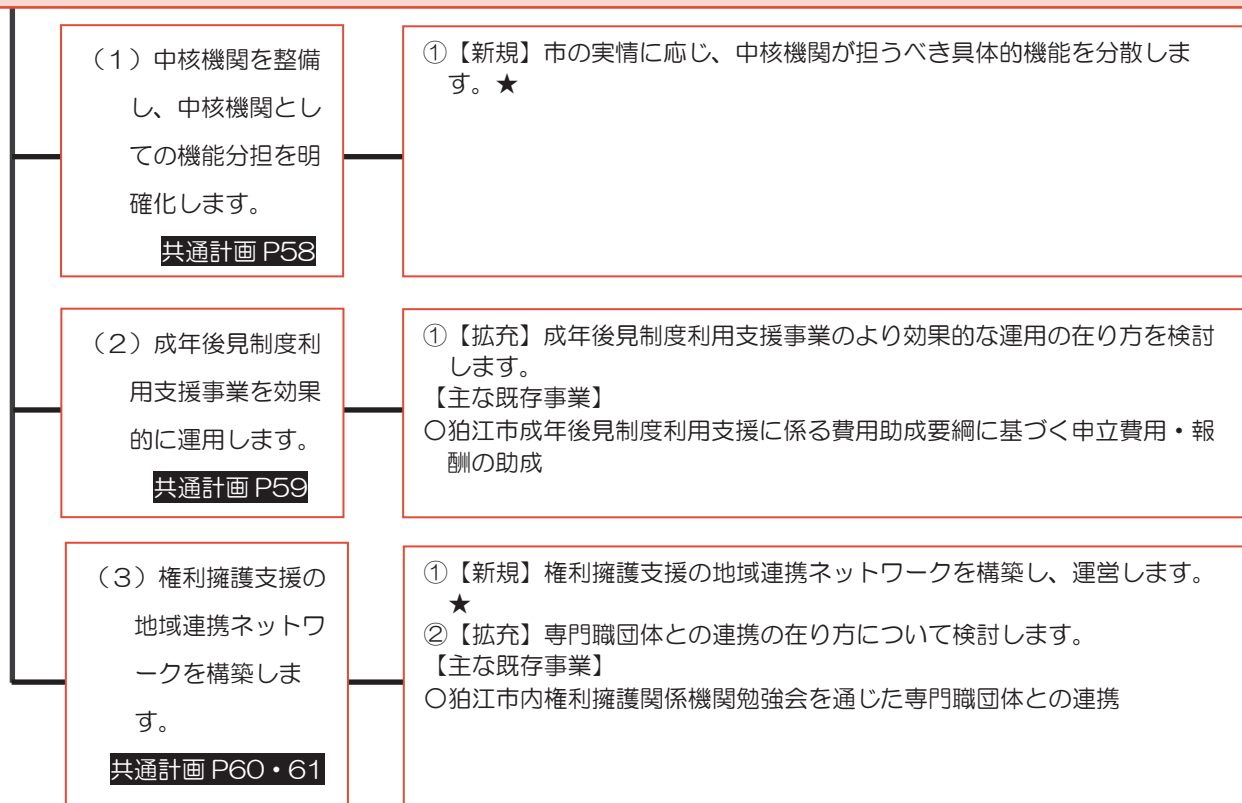 （1）中核機関を整備
し、中核機関とし
ての機能分担を明
確化します。
共通計画 P58
①【新規】市の実情に応じ、中核機関が担うべき具体的機能を分散しま
す。★
（2）成年後見制度利
用支援事業を効果
的に運用します。
共通計画 P59
①【拡充】成年後見制度利用支援事業のより効果的な運用の在り方を検討
します。
【主な既存事業】
〇狛江市成年後見制度利用支援に係る費用助成要綱に基づく申立費用・報
酬の助成
（3）権利擁護支援の
地域連携ネットワ
ークを構築しま
す。
共通計画 P60・61
①【新規】権利擁護支援の地域連携ネットワークを構築し、運営します。
★
②【拡充】専門職団体との連携の在り方について検討します。
【主な既存事業】
〇狛江市内権利擁護関係機関勉強会を通じた専門職団体との連携